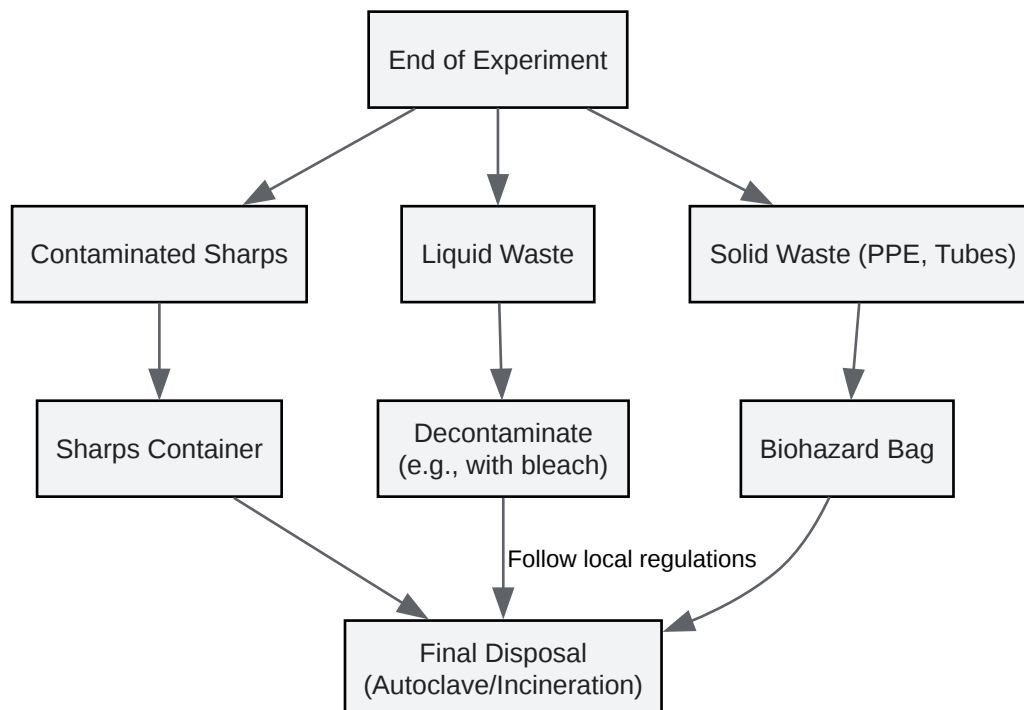 End of Experiment
Contaminated Sharps
Liquid Waste
Solid Waste (PPE, Tubes)
Sharps Container
Decontaminate
(e.g., with bleach)
Biohazard Bag
Follow local regulations
Final Disposal
(Autoclave/Incineration)